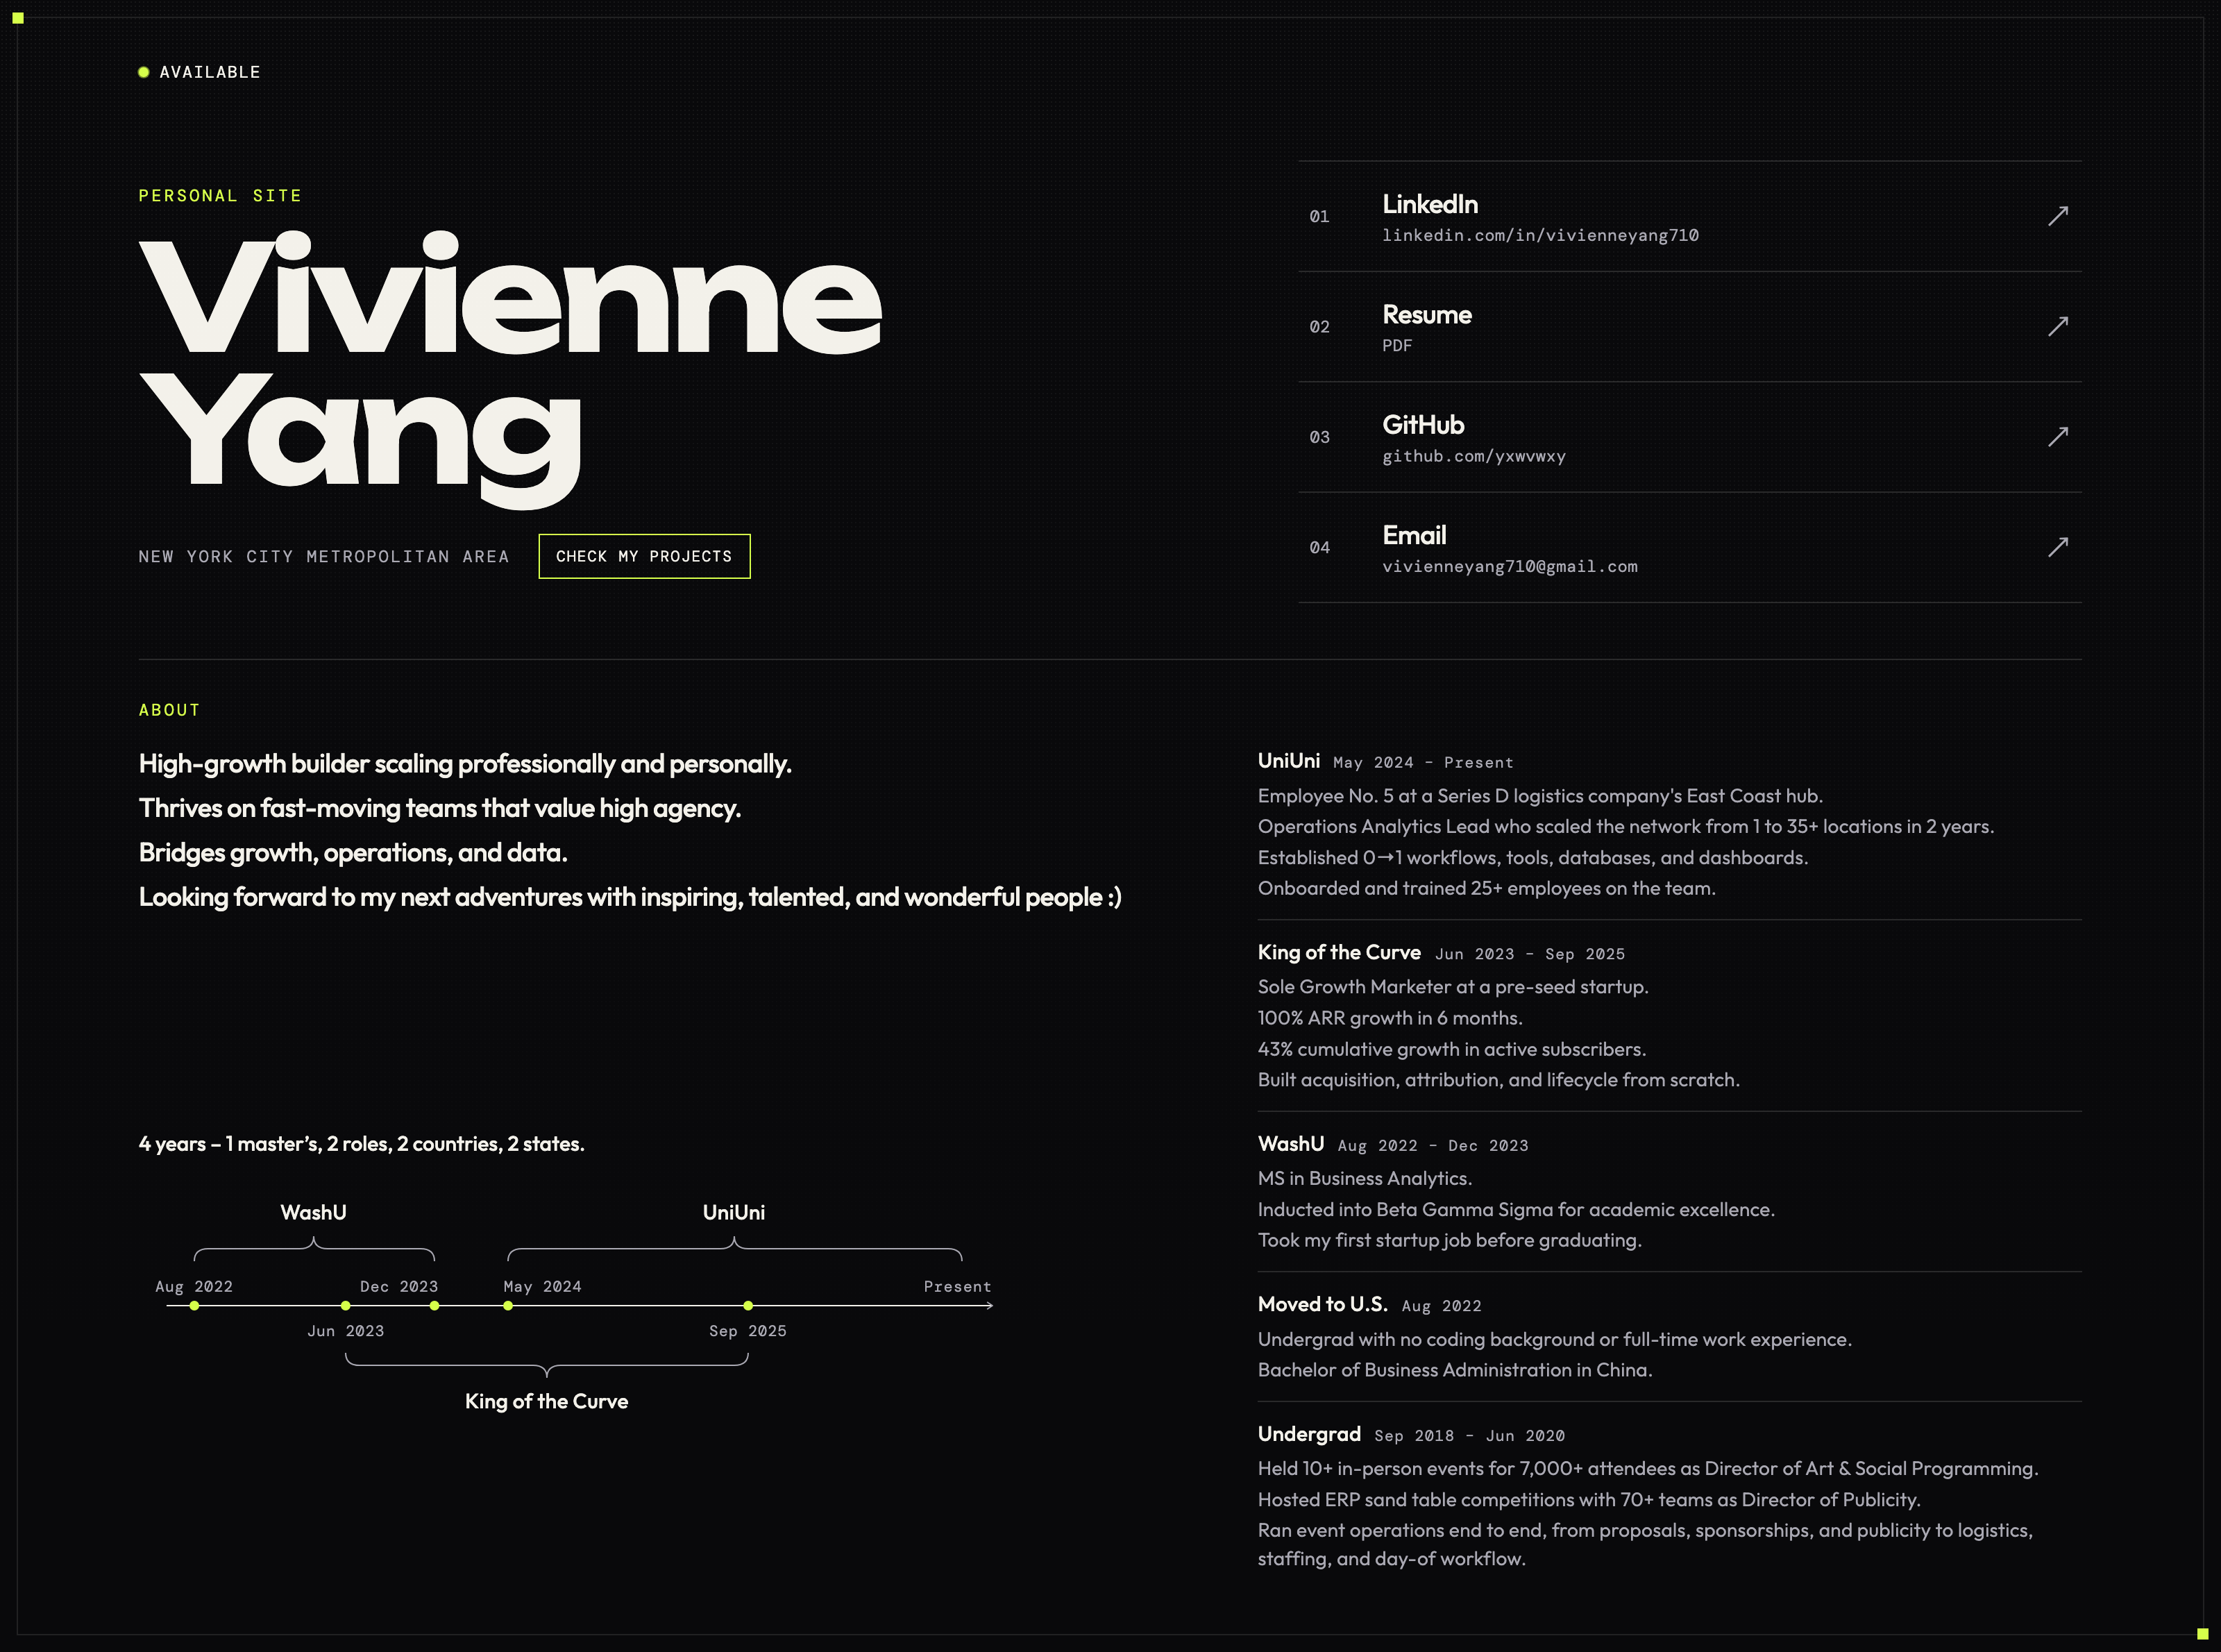 AVAILABLE
PERSONAL SITE
Vivienne
Yang
NEW YORK CITY METROPOLITAN AREA
CHECK MY PROJECTS
01
LinkedIn
linkedin.com/in/vivienneyang710
↗
02
Resume
PDF
↗
03
GitHub
github.com/yxwvwxy
↗
04
Email
vivienneyang710@gmail.com
↗
ABOUT
High-growth builder scaling professionally and personally.
Thrives on fast-moving teams that value high agency.
Bridges growth, operations, and data.
Looking forward to my next adventures with inspiring, talented, and wonderful people :)
4 years – 1 master’s, 2 roles, 2 countries, 2 states.
WashU
UniUni
Aug 2022
Dec 2023
May 2024
Present
Jun 2023
Sep 2025
King of the Curve
UniUni May 2024 – Present
Employee No. 5 at a Series D logistics company's East Coast hub.
Operations Analytics Lead who scaled the network from 1 to 35+ locations in 2 years.
Established 0→1 workflows, tools, databases, and dashboards.
Onboarded and trained 25+ employees on the team.
King of the Curve Jun 2023 – Sep 2025
Sole Growth Marketer at a pre-seed startup.
100% ARR growth in 6 months.
43% cumulative growth in active subscribers.
Built acquisition, attribution, and lifecycle from scratch.
WashU Aug 2022 – Dec 2023
MS in Business Analytics.
Inducted into Beta Gamma Sigma for academic excellence.
Took my first startup job before graduating.
Moved to U.S. Aug 2022
Undergrad with no coding background or full-time work experience.
Bachelor of Business Administration in China.
Undergrad Sep 2018 – Jun 2020
Held 10+ in-person events for 7,000+ attendees as Director of Art & Social Programming.
Hosted ERP sand table competitions with 70+ teams as Director of Publicity.
Ran event operations end to end, from proposals, sponsorships, and publicity to logistics,
staffing, and day-of workflow.